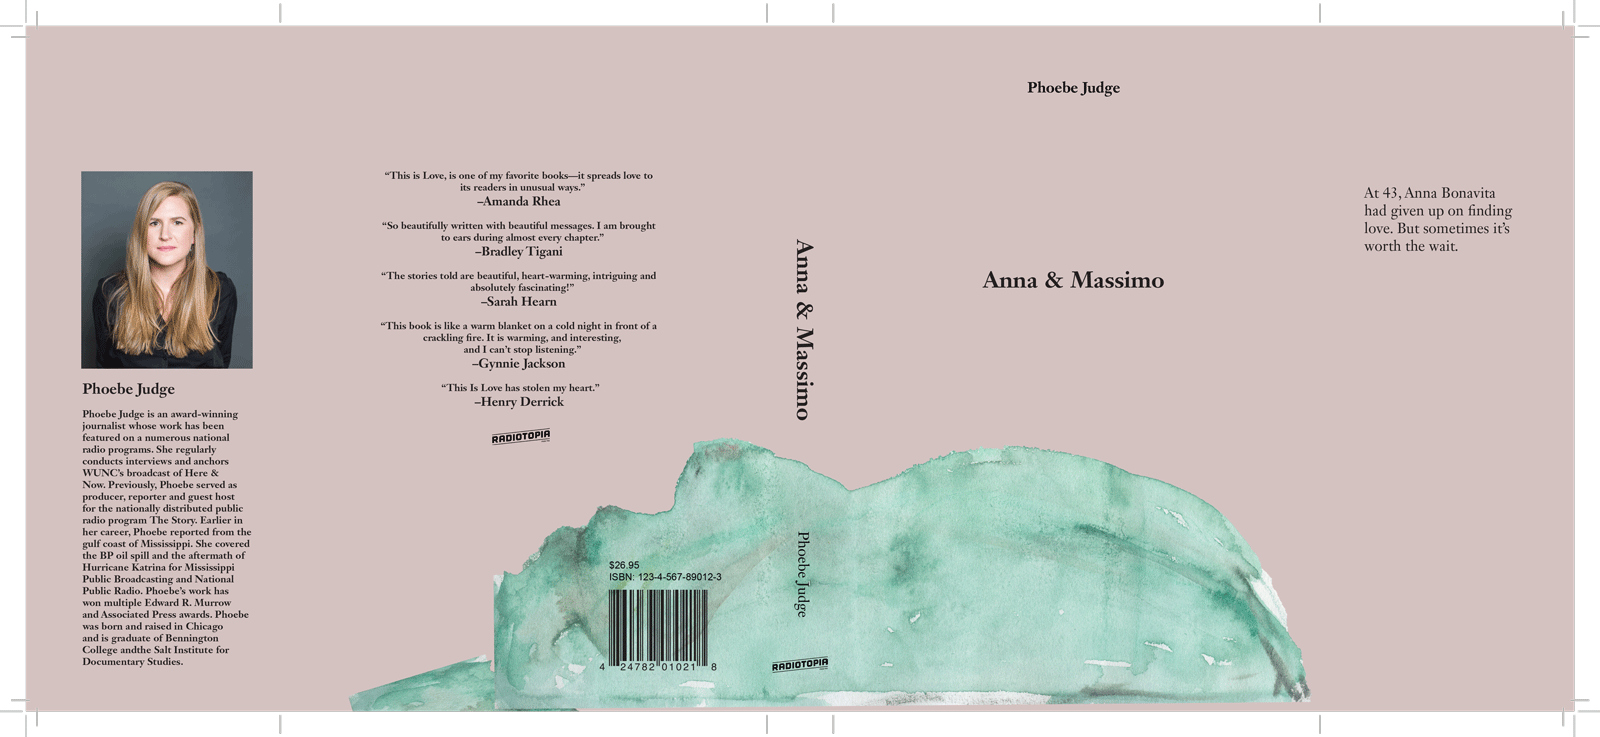 Phoebe Judge
Phoebe Judge is an award-winning
journalist whose work has been
featured on a numerous national
radio programs. She regularly
conducts interviews and anchors
WUNC's broadcast of Here &
Now. Previously, Phoebe served as
producer, reporter and guest host
for the nationally distributed public
radio program The Story. Earlier in
her career, Phoebe reported from the
gulf coast of Mississippi. She covered
the BP oil spill and the aftermath of
Hurricane Katrina for Mississippi
Public Broadcasting and National
Public Radio. Phoebe's work has
won multiple Edward R. Murrow
and Associated Press awards. Phoebe
was born and raised in Chicago
and is graduate of Bennington
College andthe Salt Institute for
Documentary Studies.
“This is Love, is one of my favorite books—it spreads love to
its readers in unusual ways.”
–Amanda Rhea
“So beautifully written with beautiful messages. I am brought
to ears during almost every chapter.”
–Bradley Tigani
“The stories told are beautiful, heart-warming, intriguing and
absolutely fascinating!”
–Sarah Hearn
“This book is like a warm blanket on a cold night in front of a
crackling fire. It is warming, and interesting,
and I can't stop listening.”
–Gynnie Jackson
“This Is Love has stolen my heart.”
–Henry Derrick
RADIOTOPIA
$26.95
ISBN: 123-4-567-89012-3
4 24782 01021 8
Anna & Massimo
Phoebe Judge
RADIOTOPIA
Phoebe Judge
Anna & Massimo
At 43, Anna Bonavita
had given up on finding
love. But sometimes it's
worth the wait.